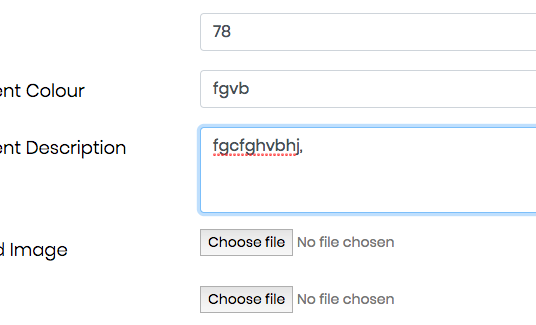 78
ent Colour
fgvb
ent Description
fgcfghvbhj,
d Image
Choose file No file chosen
Choose file No file chosen